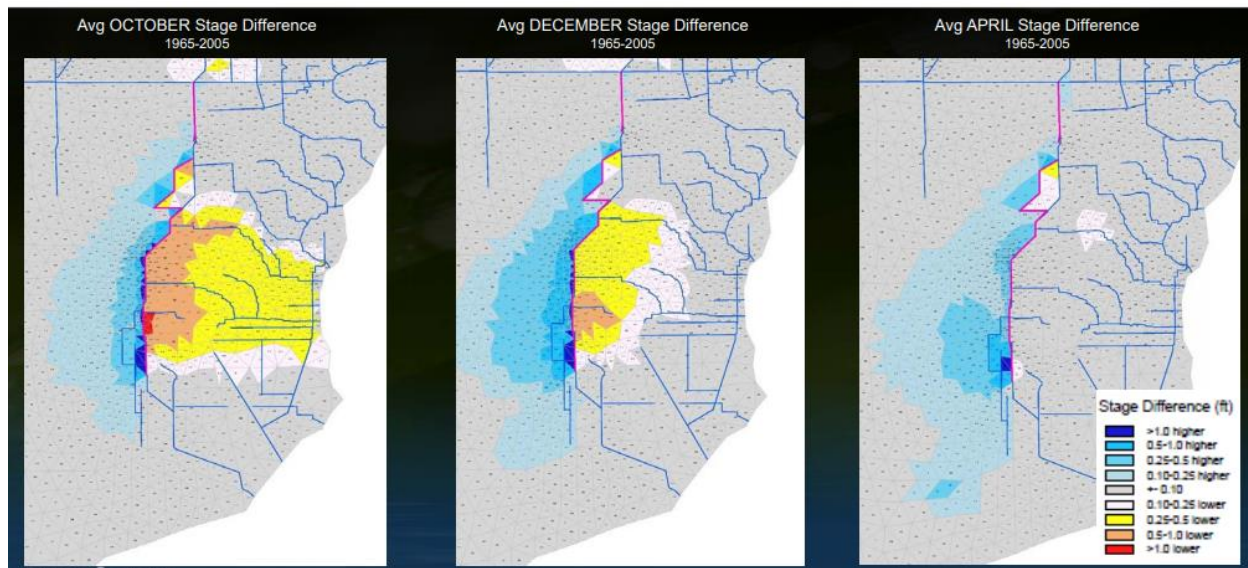 Avg OCTOBER Stage Difference
1965-2005
Avg DECEMBER Stage Difference
1965-2005
Avg APRIL Stage Difference
1965-2005
Stage Difference (ft)
>1.0 higher
0.5-1.0 higher
0.25-0.5 higher
0.10-0.25 higher
+- 0.10
0.10-0.25 lower
0.25-0.5 lower
0.5-1.0 lower
>1.0 lower